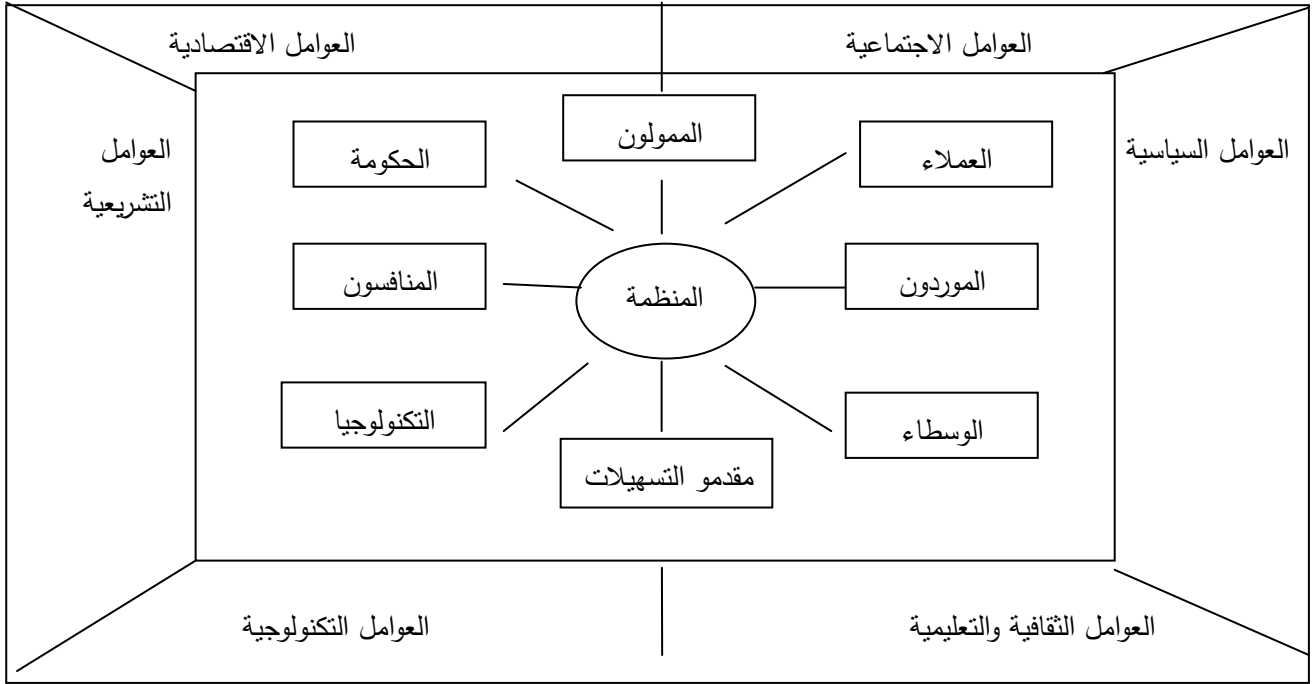 العوامل الاجتماعية
العوامل الاقتصادية
الممولون
العملاء
الحكومة
العوامل السياسية
العوامل
التشريعية
الموردون
المنظمة
المنافسون
الوسطاء
التكنولوجيا
مقدمو التسهيلات
العوامل الثقافية والتعليمية
العوامل التكنولوجية